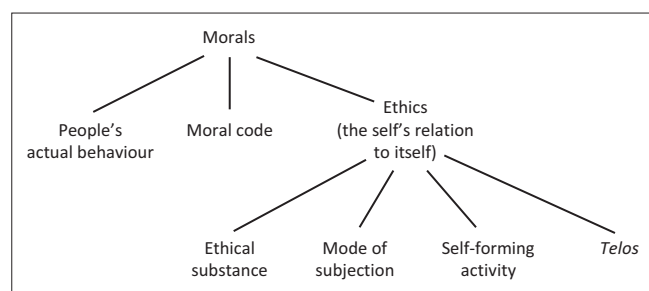 Morals
People's
actual behaviour
Moral code
Ethics
(the self's relation
to itself)
Ethical
substance
Mode of
subjection
Self-forming
activity
Telos